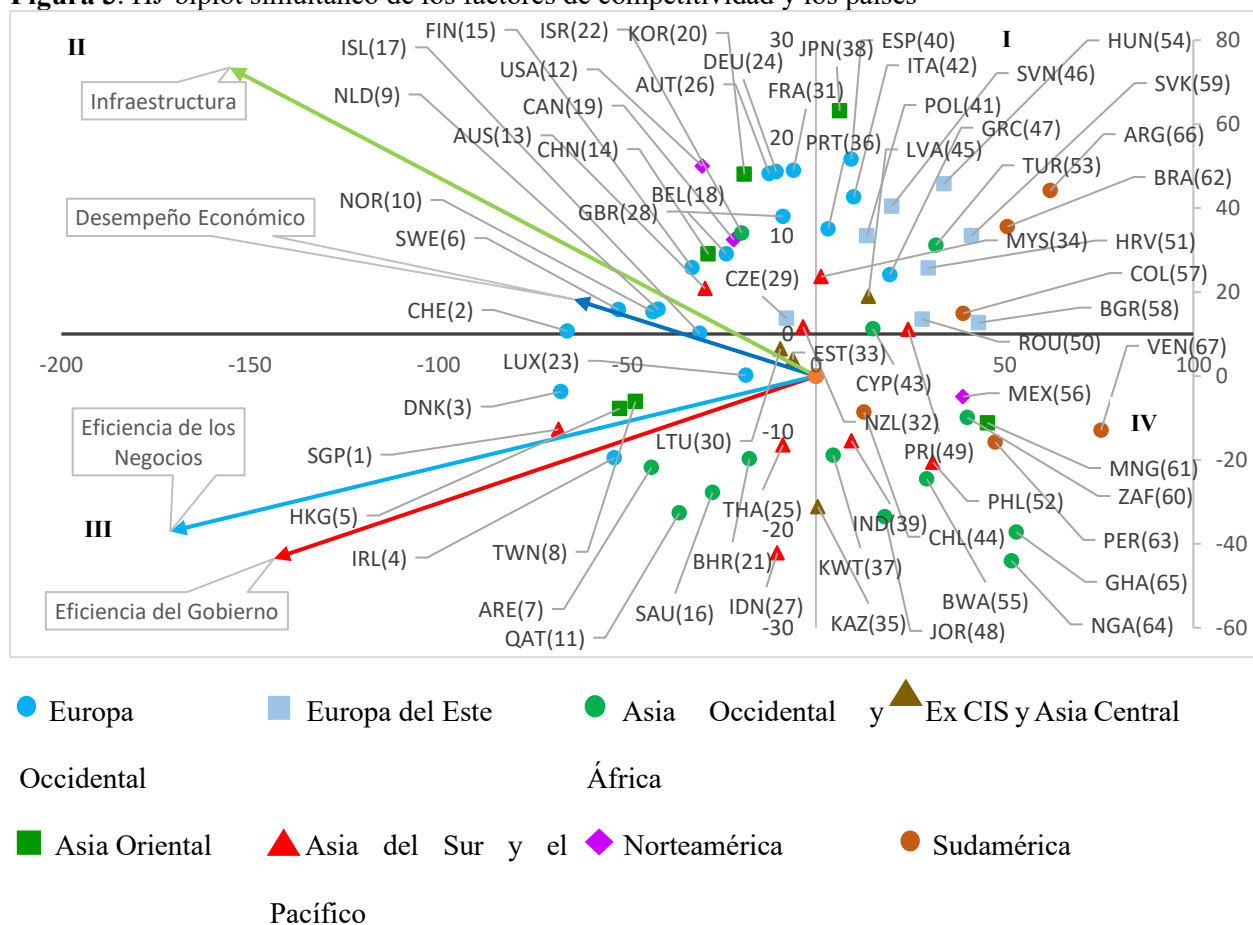 Figura 3. HJ-biplot simultáneo de los factores de competitividad y los países
II
FIN(15)
ISR(22)
KOR(20)
30
JPN(38)
ESP(40)
I
HUN(54)
80
ISL(17)
USA(12)
DEU(24)
ITA(42)
SVN(46)
SVK(59)
Infraestructura
NLD(9)
CAN(19)
AUT(26)
FRA(31)
POL(41)
60
AUS(13)
CHN(14)
20
PRT(36)
LVA(45)
GRC(47)
ARG(66)
TUR(53)
NOR(10)
BEL(18)
BRA(62)
Desempeño Económico
GBR(28)
10
40
SWE(6)
MYS(34)
HRV(51)
CZE(29)
COL(57)
CHE(2)
20
BGR(58)
0
ROU(50)
VEN(67)
LUX(23)
EST(33)
-200
-150
-100
-50
0
50
100
0
DNK(3)
CYP(43)
MEX(56)
Eficiencia de los
Negocios
NZL(32)
IV
SGP(1)
LTU(30)
-10
PRI(49)
MNG(61)
-20
HKG(5)
THA(25)
PHL(52)
ZAF(60)
III
IND(39)
-20
CHL(44)
PER(63)
IRL(4)
TWN(8)
BHR(21)
KWT(37)
GHA(65)
-40
Eficiencia del Gobierno
ARE(7)
SAU(16)
IDN(27)
BWA(55)
QAT(11)
-30
KAZ(35)
JOR(48)
NGA(64)
-60
Europa
Occidental
Europa del Este
Asia Occidental y
África
Ex CIS y Asia Central
Asia Oriental
Asia del Sur y el
Pacífico
Norteamérica
Sudamérica